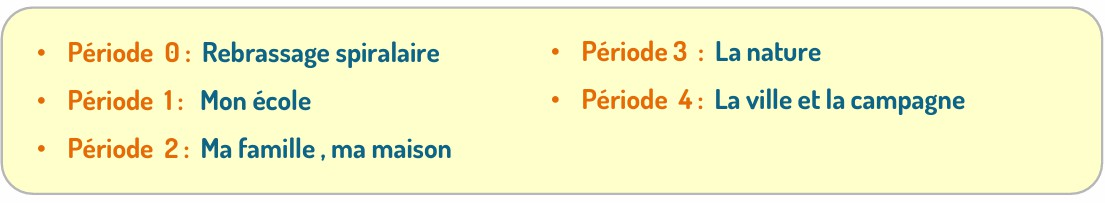 • Période 0 : Rebrassage spiralaire
• Période 1 : Mon école
• Période 2 : Ma famille , ma maison
• Période 3 : La nature
• Période 4 : La ville et la campagne